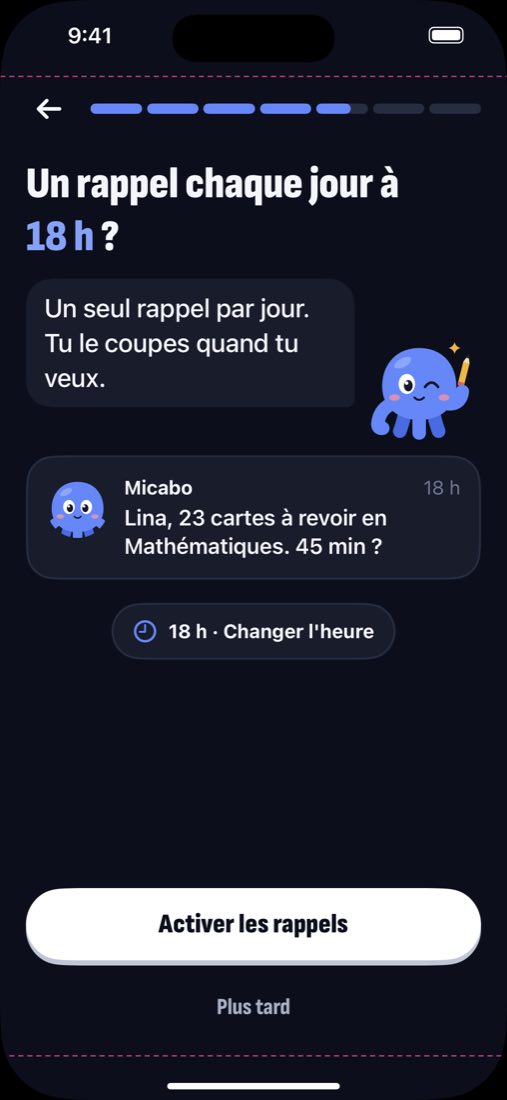 9:41
Un rappel chaque jour à
18 h ?
Un seul rappel par jour.
Tu le coupes quand tu
veux.
Micabo
18 h
Lina, 23 cartes à revoir en
Mathématiques. 45 min ?
18 h · Changer l'heure
Activer les rappels
Plus tard